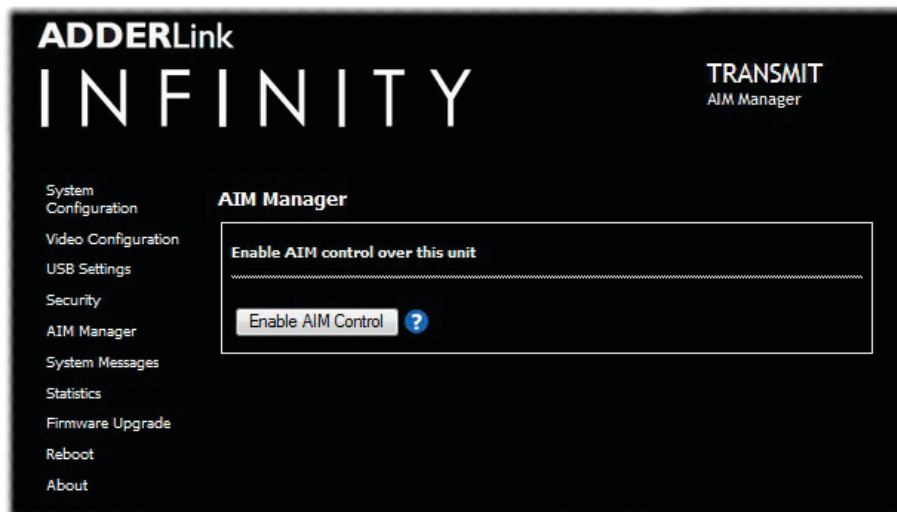 ADDERLink
INFINITY
TRANSMIT
AIM Manager
System
Configuration
Video Configuration
USB Settings
Security
AIM Manager
System Messages
Statistics
Firmware Upgrade
Reboot
About
AIM Manager
Enable AIM control over this unit
Enable AIM Control ?